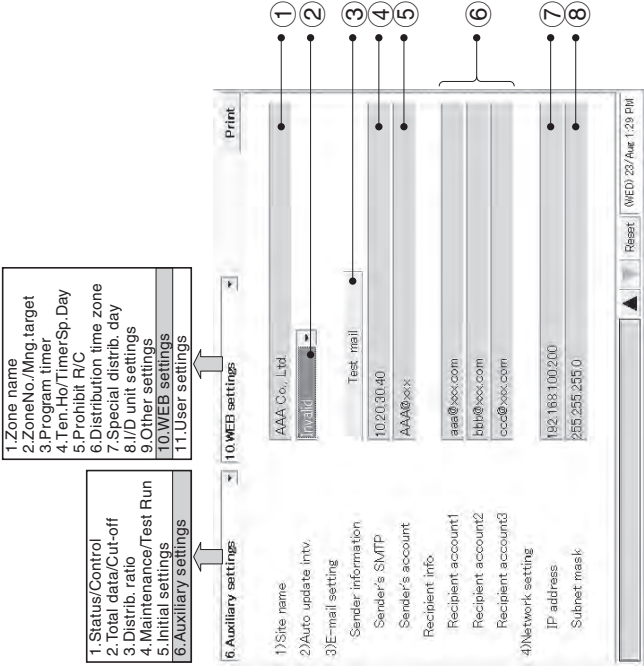 1.Status/Control
2.Total data/Cut-off
3.Distrib. ratio
4.Maintenance/Test Run
5.Initial settings
6.Auxiliary settings
1.Zone name
2.ZoneNo./Mng.target
3.Program timer
4.Ten.Ho/TimerSp.Day
5.Prohibit R/C
6.Distribution time zone
7.Special distrib. day
8.I/D unit settings
9.Other settings
10.WEB settings
11.User settings
6.Auxiliary settings 10.WEB settings Print
1)Site name AAA Co., Ltd. ①
2)Auto update intv. Invalid ②
3)E-mail setting
Sender information Test mail ③
Sender's SMTP 10.20.30.40 ④
Sender's account AAA@xx.x ⑤
Recipient info.
Recipient account1 aaa@xxx.com ⑥
Recipient account2 bbb@xxx.com
Recipient account3 ccc@xxx.com
4)Network setting
IP address 192.168.100.200 ⑦
Subnet mask 255.255.255.0 ⑧
Reset (WED) 23/Aug 1:29 PM